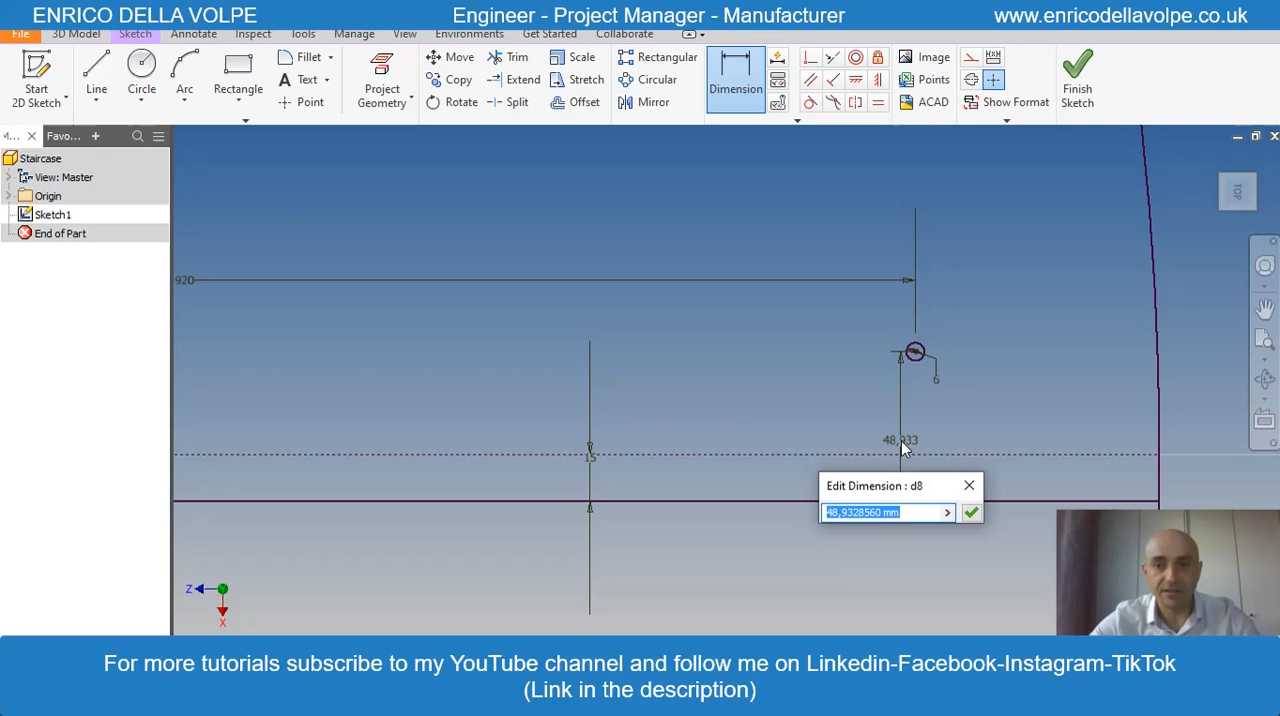 ENRICO DELLA VOLPE
Engineer - Project Manager - Manufacturer
www.enricodellavolpe.co.uk
File 3D Model Sketch Annotate Inspect Tools Manage View Environments Get Started Collaborate
Start 2D Sketch
Line
Circle
Arc
Rectangle
Fillet
Text
Point
Project Geometry
Move Trim Scale
Copy Extend Stretch
Rotate Split Offset
Rectangular
Circular
Mirror
Dimension
Image
Points
ACAD
Show Format
Finish Sketch
M... Favo... +
Staircase
View: Master
Origin
Sketch1
End of Part
TOP
920
6
15
Edit Dimension : d8
48,9328560 mm
Z
X
For more tutorials subscribe to my YouTube channel and follow me on Linkedin-Facebook-Instagram-TikTok
(Link in the description)